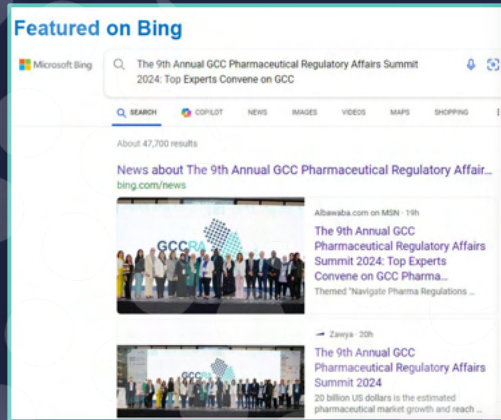 Featured on Bing
Microsoft Bing
The 9th Annual GCC Pharmaceutical Regulatory Affairs Summit
2024: Top Experts Convene on GCC
SEARCH COPILOT NEWS IMAGES VIDEOS MAPS SHOPPING
About 47,700 results
News about The 9th Annual GCC Pharmaceutical Regulatory Affair...
bing.com/news
GCCRA
Albawaba.com on MSN · 19h
The 9th Annual GCC
Pharmaceutical Regulatory Affairs
Summit 2024: Top Experts
Convene on GCC Pharma...
Themed "Navigate Pharma Regulations ...
Zawya · 20h
The 9th Annual GCC
Pharmaceutical Regulatory Affairs
Summit 2024
20 billion US dollars is the estimated
pharmaceutical market growth and reach ...